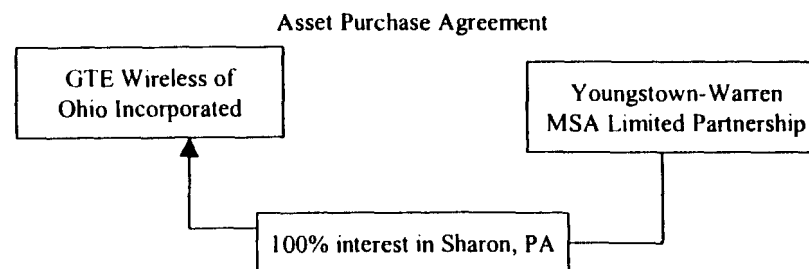 Asset Purchase Agreement
GTE Wireless of
Ohio Incorporated
Youngstown-Warren
MSA Limited Partnership
100% interest in Sharon, PA